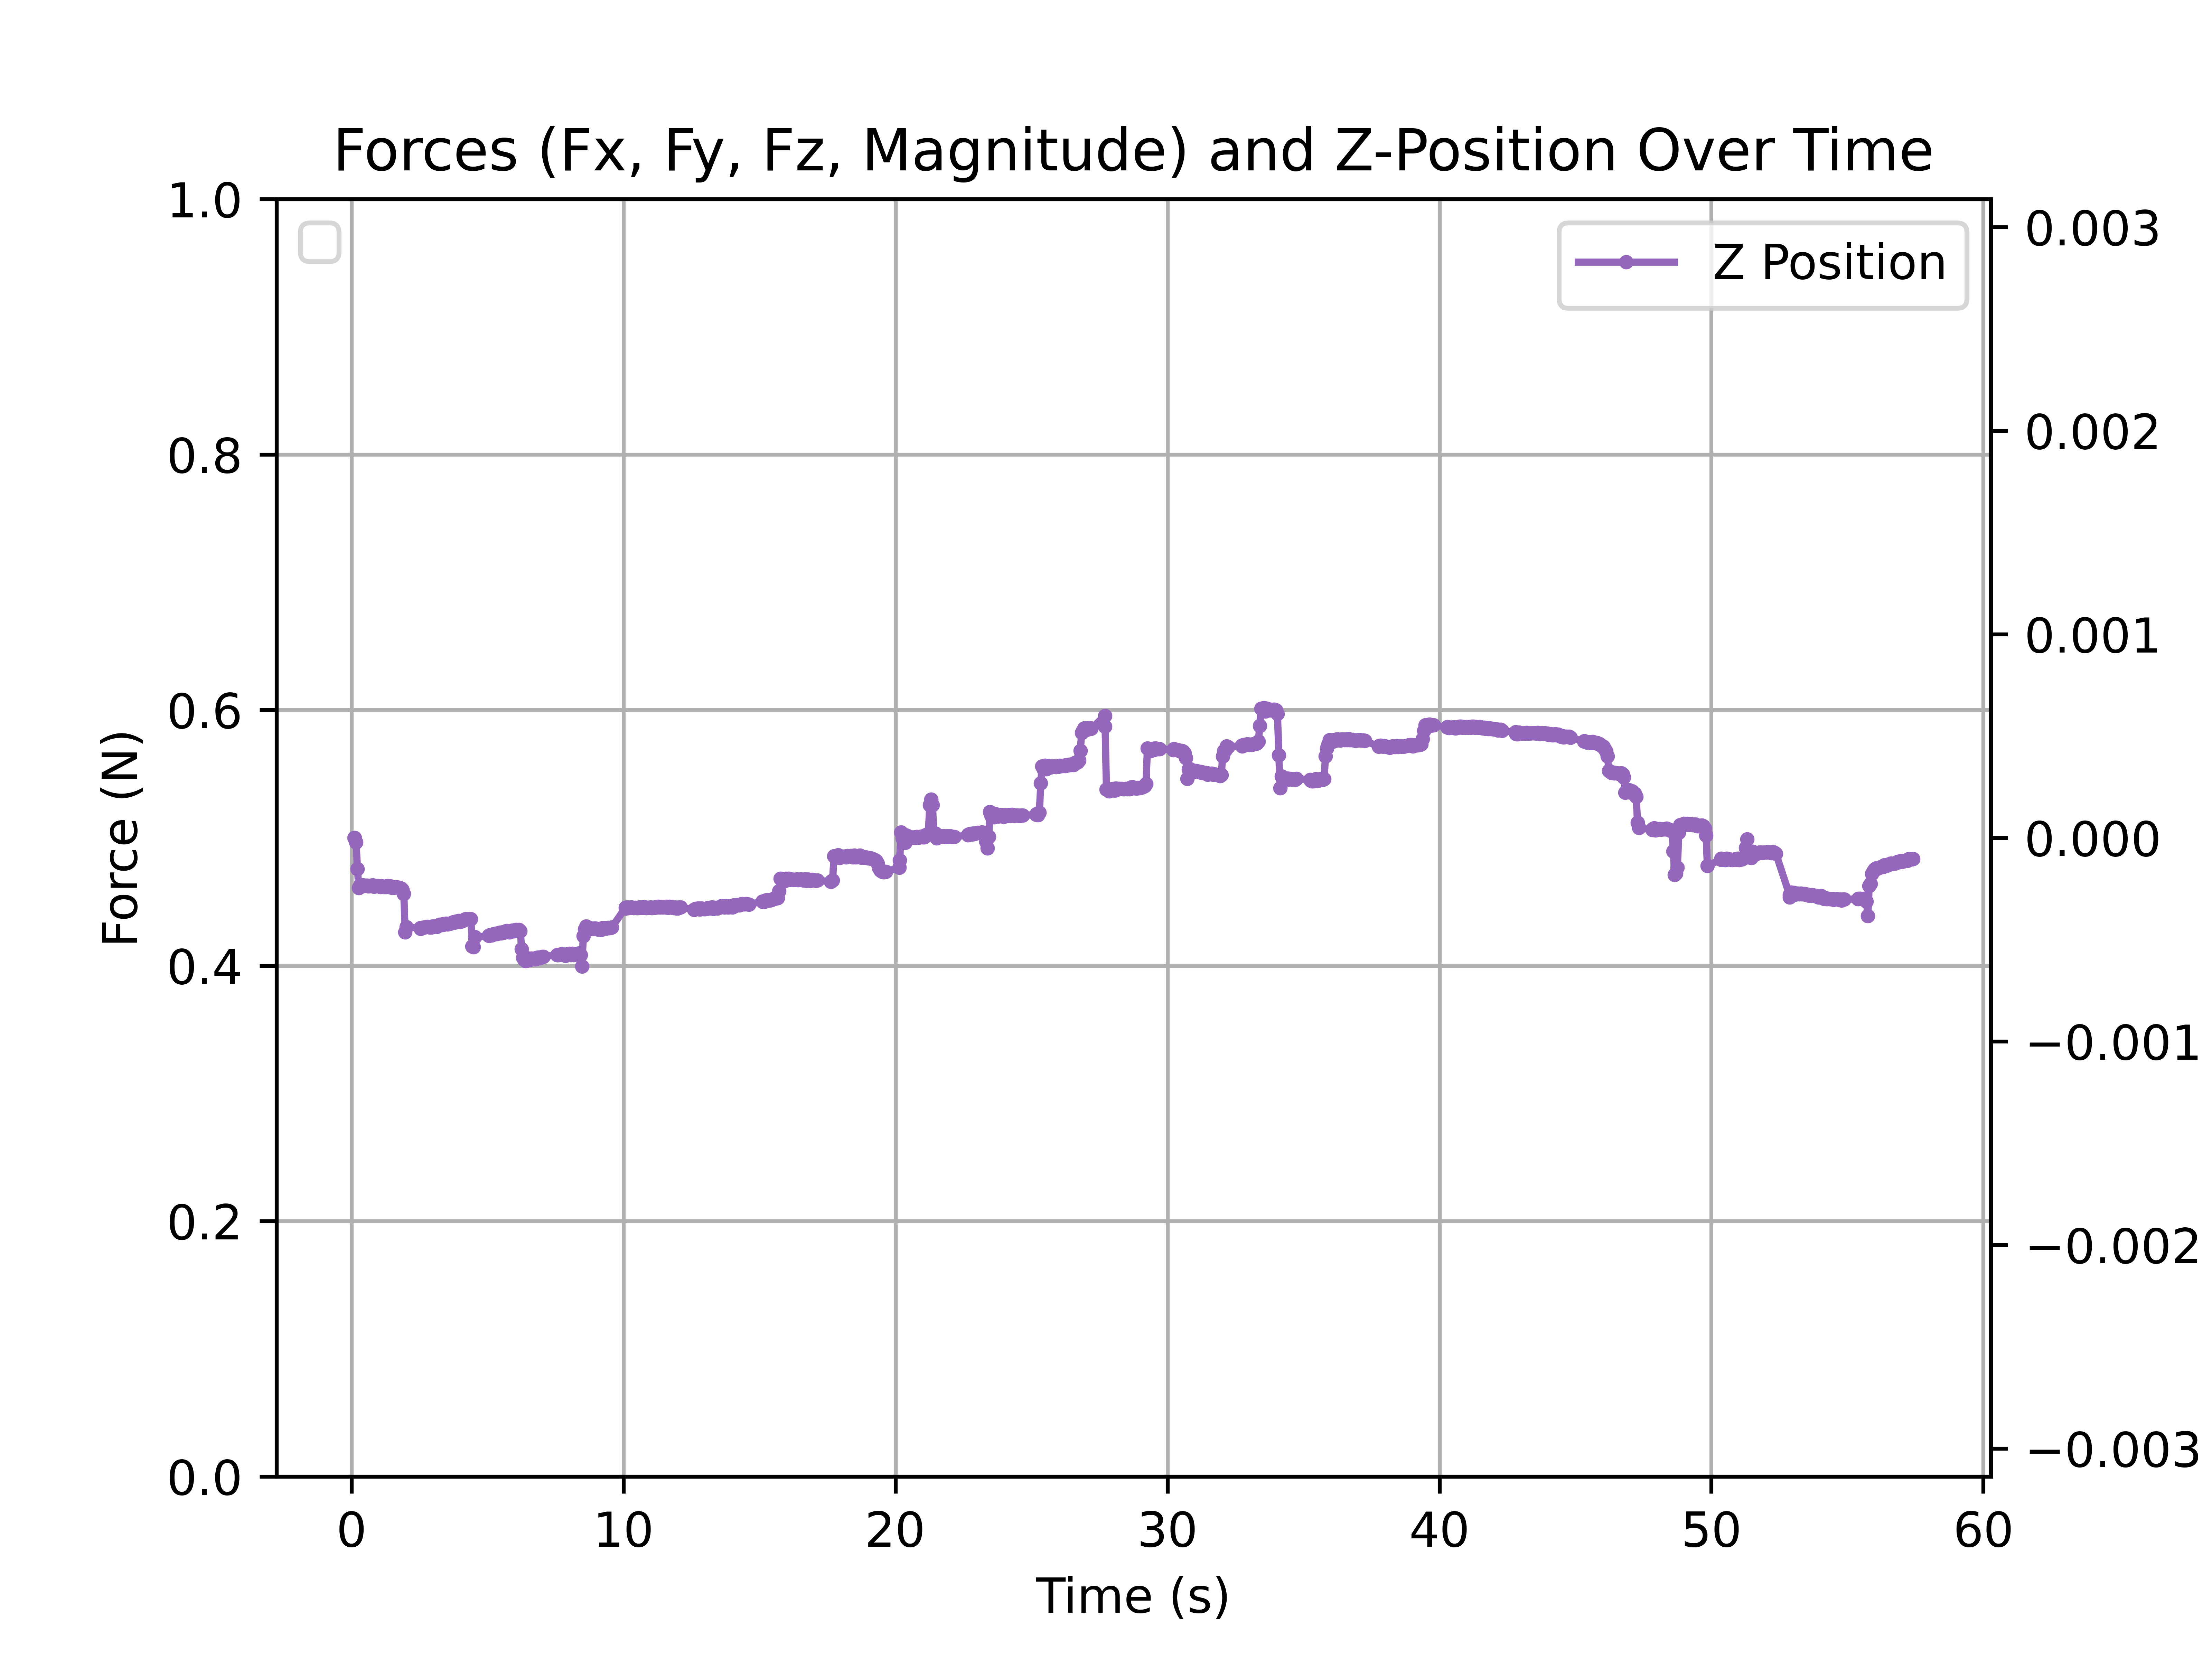 Forces (Fx, Fy, Fz, Magnitude) and Z-Position Over Time
Z Position
1.0
0.8
0.6
0.4
0.2
0.0
Force (N)
0.003
0.002
0.001
0.000
−0.001
−0.002
−0.003
0 10 20 30 40 50 60
Time (s)